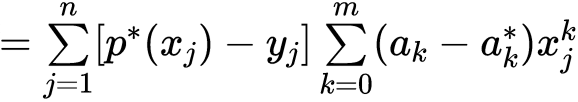 = \sum_{j=1}^{n} [p^*(x_j) - y_j] \sum_{k=0}^{m} (a_k - a_k^*) x_j^k